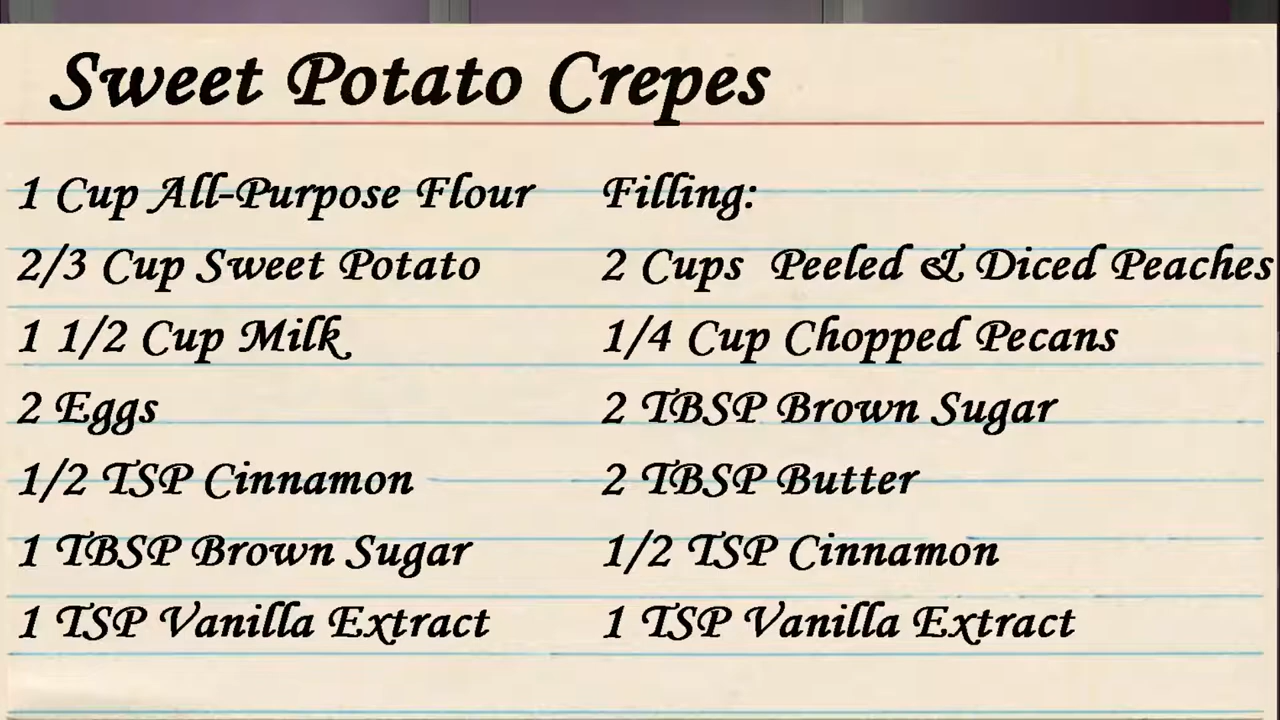 Sweet Potato Crepes
1 Cup All-Purpose Flour
2/3 Cup Sweet Potato
1 1/2 Cup Milk
2 Eggs
1/2 TSP Cinnamon
1 TBSP Brown Sugar
1 TSP Vanilla Extract
Filling:
2 Cups Peeled & Diced Peaches
1/4 Cup Chopped Pecans
2 TBSP Brown Sugar
2 TBSP Butter
1/2 TSP Cinnamon
1 TSP Vanilla Extract